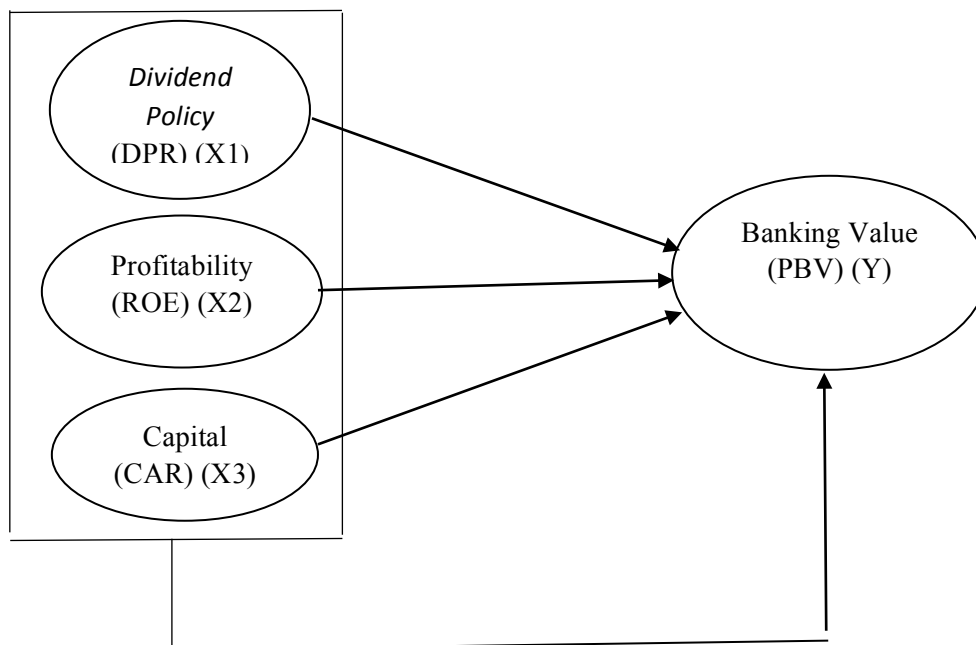 Dividend
Policy
(DPR) (X1)
Profitability
(ROE) (X2)
Capital
(CAR) (X3)
Banking Value
(PBV) (Y)